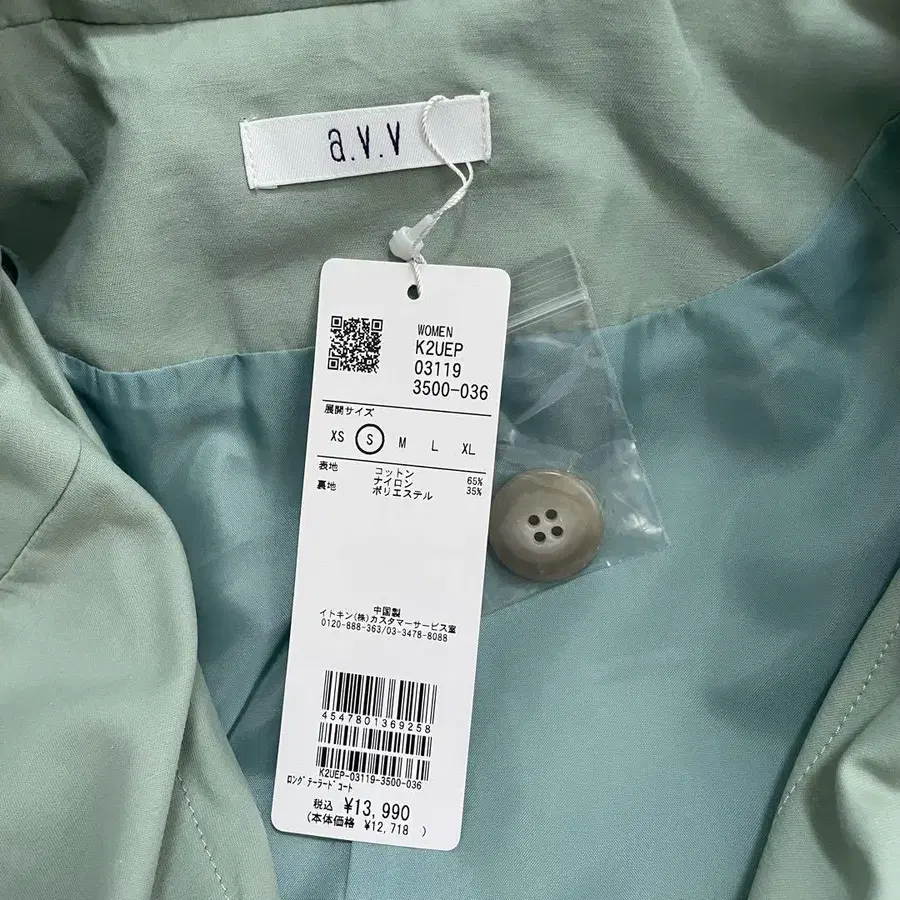 a.v.v
WOMEN
K2UEP
03119
3500-036
展開サイズ
XS S M L XL
表地 コットン 65%
ナイロン 35%
裏地 ポリエステル
中国製
イトキン(株)カスタマーサービス室
0120-888-363/03-3478-8088
4547801369258
K2UEP-03119-3500-036
ロングテーラードコート
税込 ¥13,990
(本体価格 ¥12,718 )